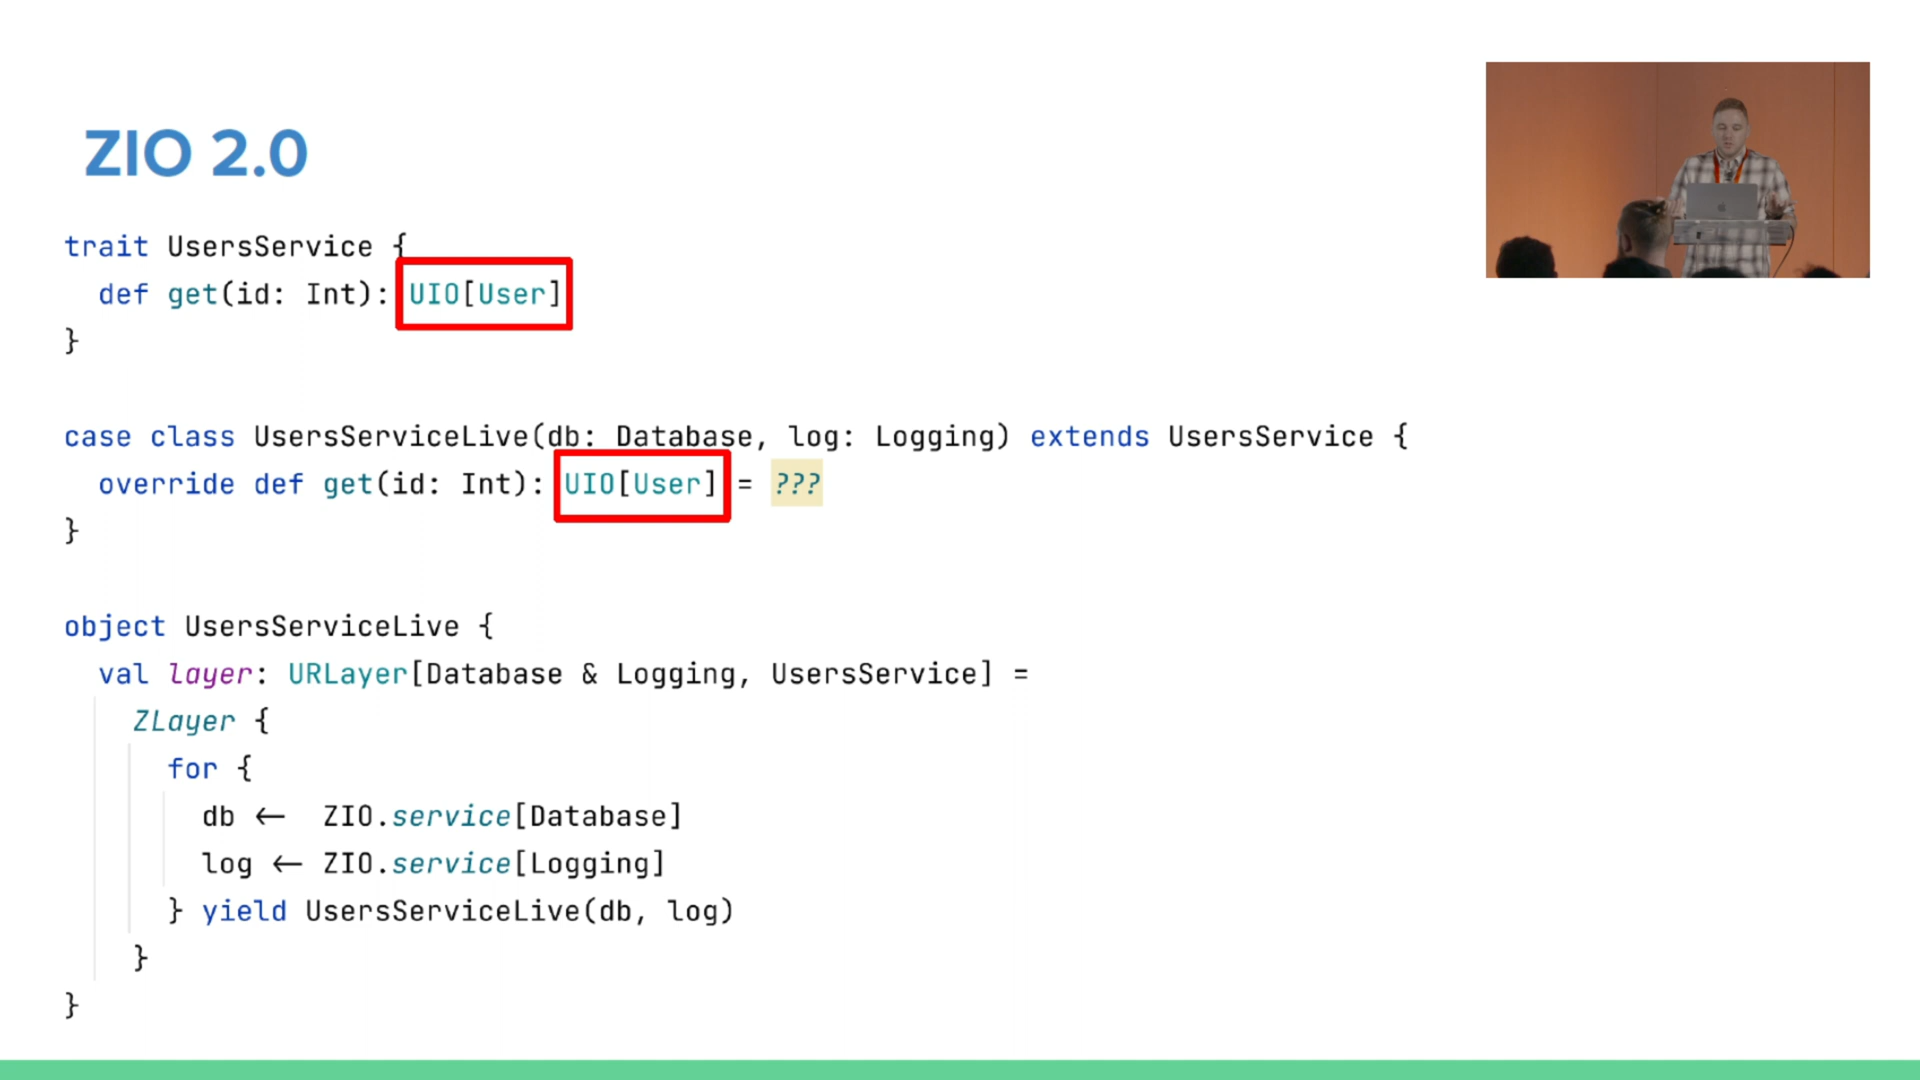 ZIO 2.0
trait UsersService {
def get(id: Int): UIO[User]
}
case class UsersServiceLive(db: Database, log: Logging) extends UsersService {
override def get(id: Int): UIO[User] = ???
}
object UsersServiceLive {
val layer: URLayer[Database & Logging, UsersService] =
ZLayer {
for {
db <- ZIO.service[Database]
log <- ZIO.service[Logging]
} yield UsersServiceLive(db, log)
}
}